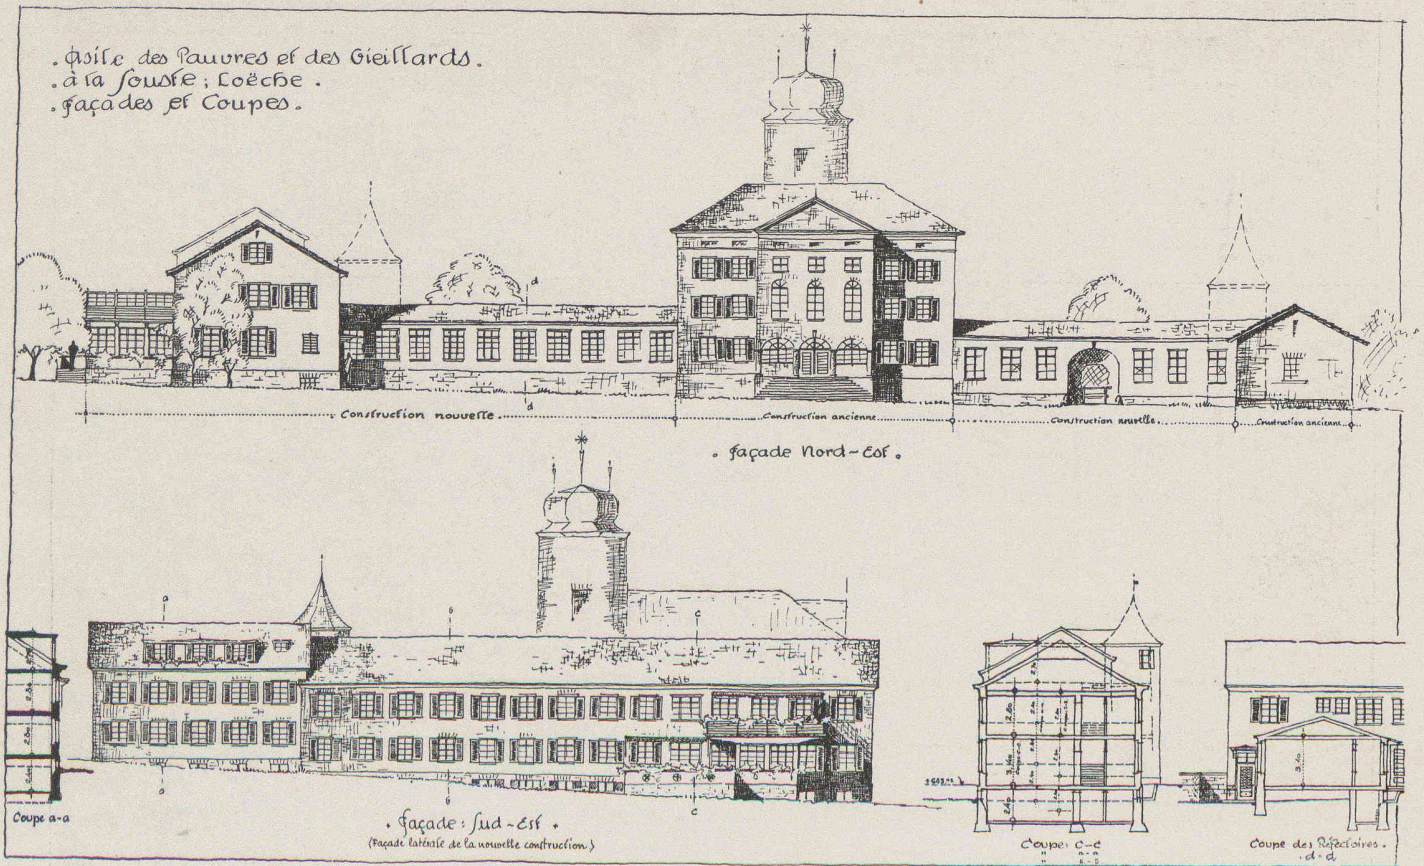 . Asile des Pauvres et des Vieillards.
. à la Souste ; Loëche .
. Façades et Coupes .
d
d
Construction nouvelle
Construction ancienne
Construction nouvelle.
Construction ancienne
. Façade Nord-Est .
a
b
c
a
b
c
Coupe a-a
. Façade : Sud-Est .
(Façade latérale de la nouvelle construction)
Coupe: C-C
Coupe des Réfectoires.
. d-d